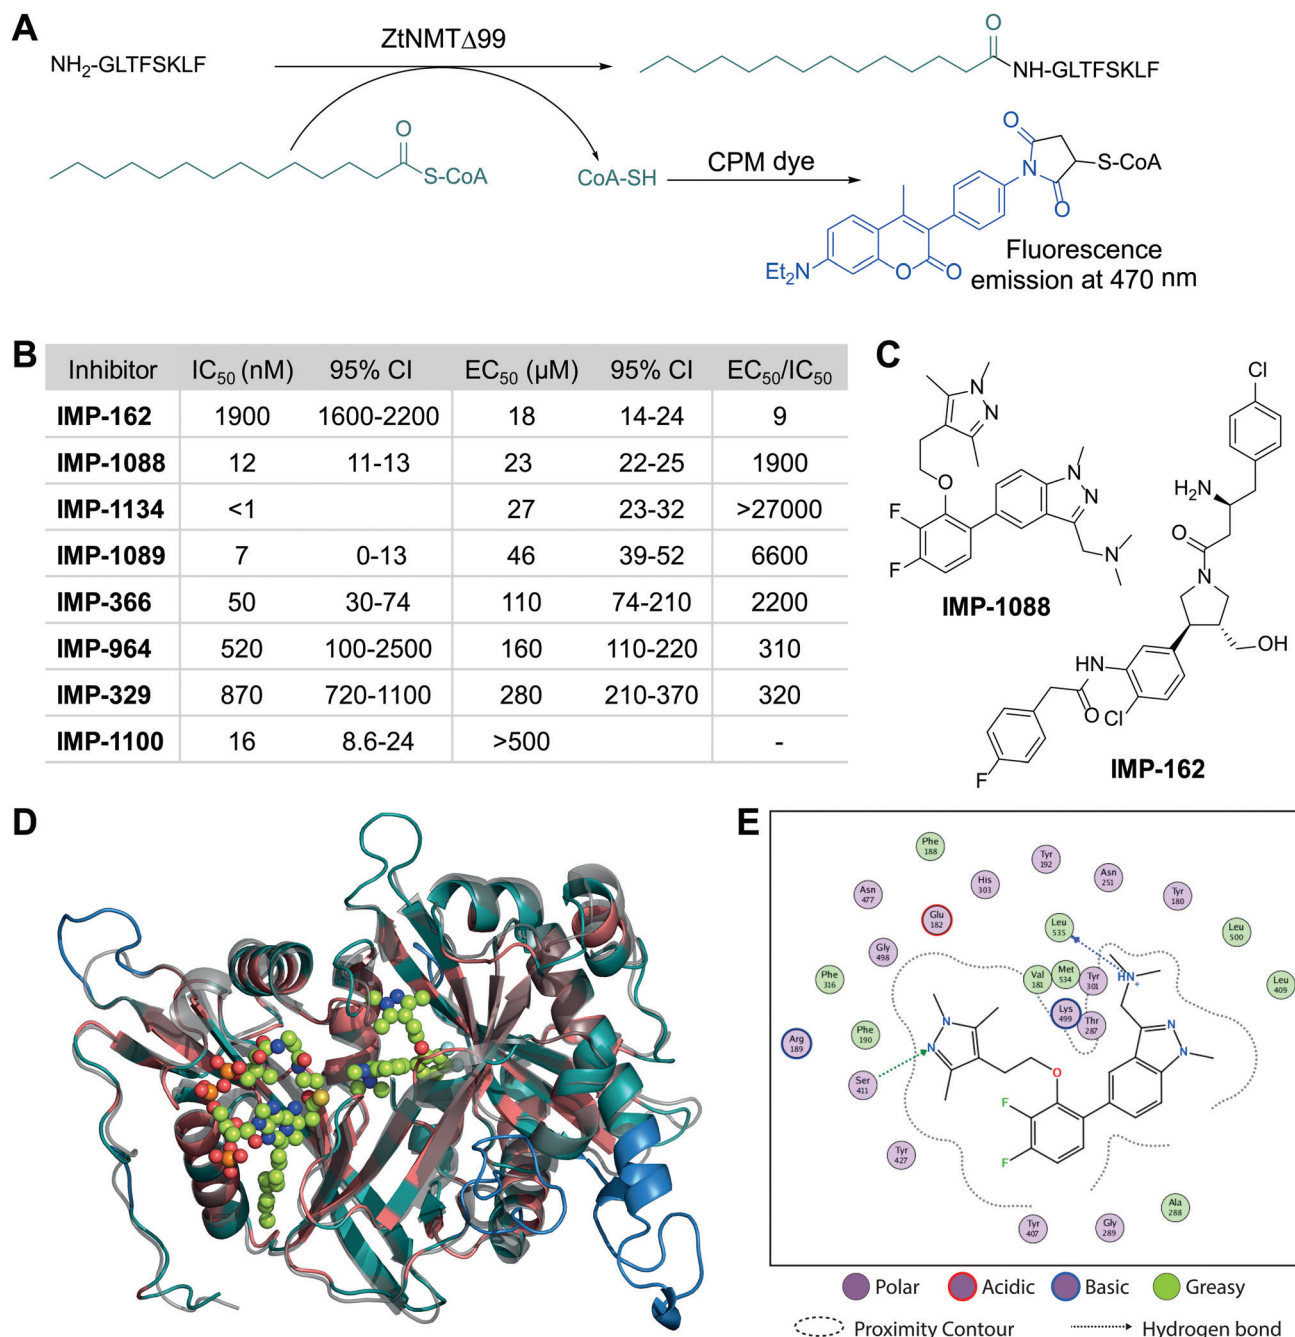 A
NH2-GLTFSKLF
ZtNMTΔ99
O
NH-GLTFSKLF
O
S-CoA
CoA-SH
CPM dye
O
N
O
S-CoA
Et2N
O
O
Fluorescence
emission at 470 nm
B
Inhibitor IC50 (nM) 95% CI EC50 (µM) 95% CI EC50/IC50
IMP-162 1900 1600-2200 18 14-24 9
IMP-1088 12 11-13 23 22-25 1900
IMP-1134 <1 27 23-32 >27000
IMP-1089 7 0-13 46 39-52 6600
IMP-366 50 30-74 110 74-210 2200
IMP-964 520 100-2500 160 110-220 310
IMP-329 870 720-1100 280 210-370 320
IMP-1100 16 8.6-24 >500 -
C
N
N
O
F
F
N
N
N
IMP-1088
Cl
H2N
O
N
OH
HN
O
Cl
F
IMP-162
D
E
Phe
188
Tyr
192
His
303
Asn
251
Asn
477
Tyr
180
Glu
182
Leu
535
Leu
500
Gly
498
Phe
316
Val
181
Met
534
Tyr
301
HN+
Leu
409
Lys
499
Thr
287
Arg
189
Phe
190
N
N
N
N
Ser
411
O
F
F
Tyr
427
Ala
288
Tyr
407
Gly
289
Polar Acidic Basic Greasy
Proximity Contour Hydrogen bond